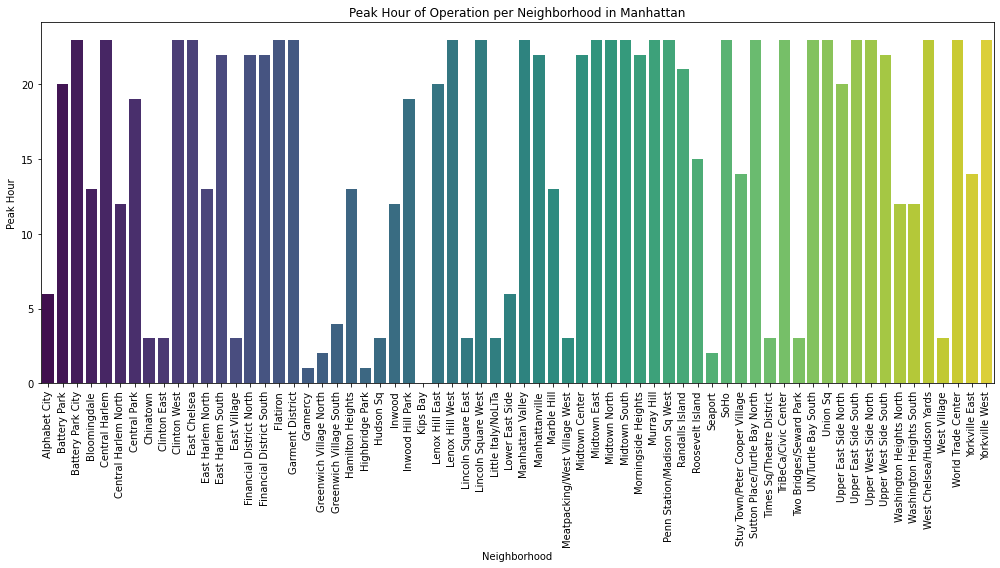 Peak Hour of Operation per Neighborhood in Manhattan
Peak Hour
20
15
10
5
0
Alphabet City
Battery Park
Battery Park City
Bloomingdale
Central Harlem
Central Harlem North
Central Park
Chinatown
Clinton East
Clinton West
East Chelsea
East Harlem North
East Harlem South
East Village
Financial District North
Financial District South
Flatiron
Garment District
Gramercy
Greenwich Village North
Greenwich Village South
Hamilton Heights
Highbridge Park
Hudson Sq
Inwood
Inwood Hill Park
Kips Bay
Lenox Hill East
Lenox Hill West
Lincoln Square East
Lincoln Square West
Little Italy/NoLiTa
Lower East Side
Manhattan Valley
Manhattanville
Marble Hill
Meatpacking/West Village West
Midtown Center
Midtown East
Midtown North
Midtown South
Morningside Heights
Murray Hill
Penn Station/Madison Sq West
Randalls Island
Roosevelt Island
Seaport
SoHo
Stuy Town/Peter Cooper Village
Sutton Place/Turtle Bay North
Times Sq/Theatre District
TriBeCa/Civic Center
Two Bridges/Seward Park
UN/Turtle Bay South
Union Sq
Upper East Side North
Upper East Side South
Upper West Side North
Upper West Side South
Washington Heights North
Washington Heights South
West Chelsea/Hudson Yards
West Village
World Trade Center
Yorkville East
Yorkville West
Neighborhood